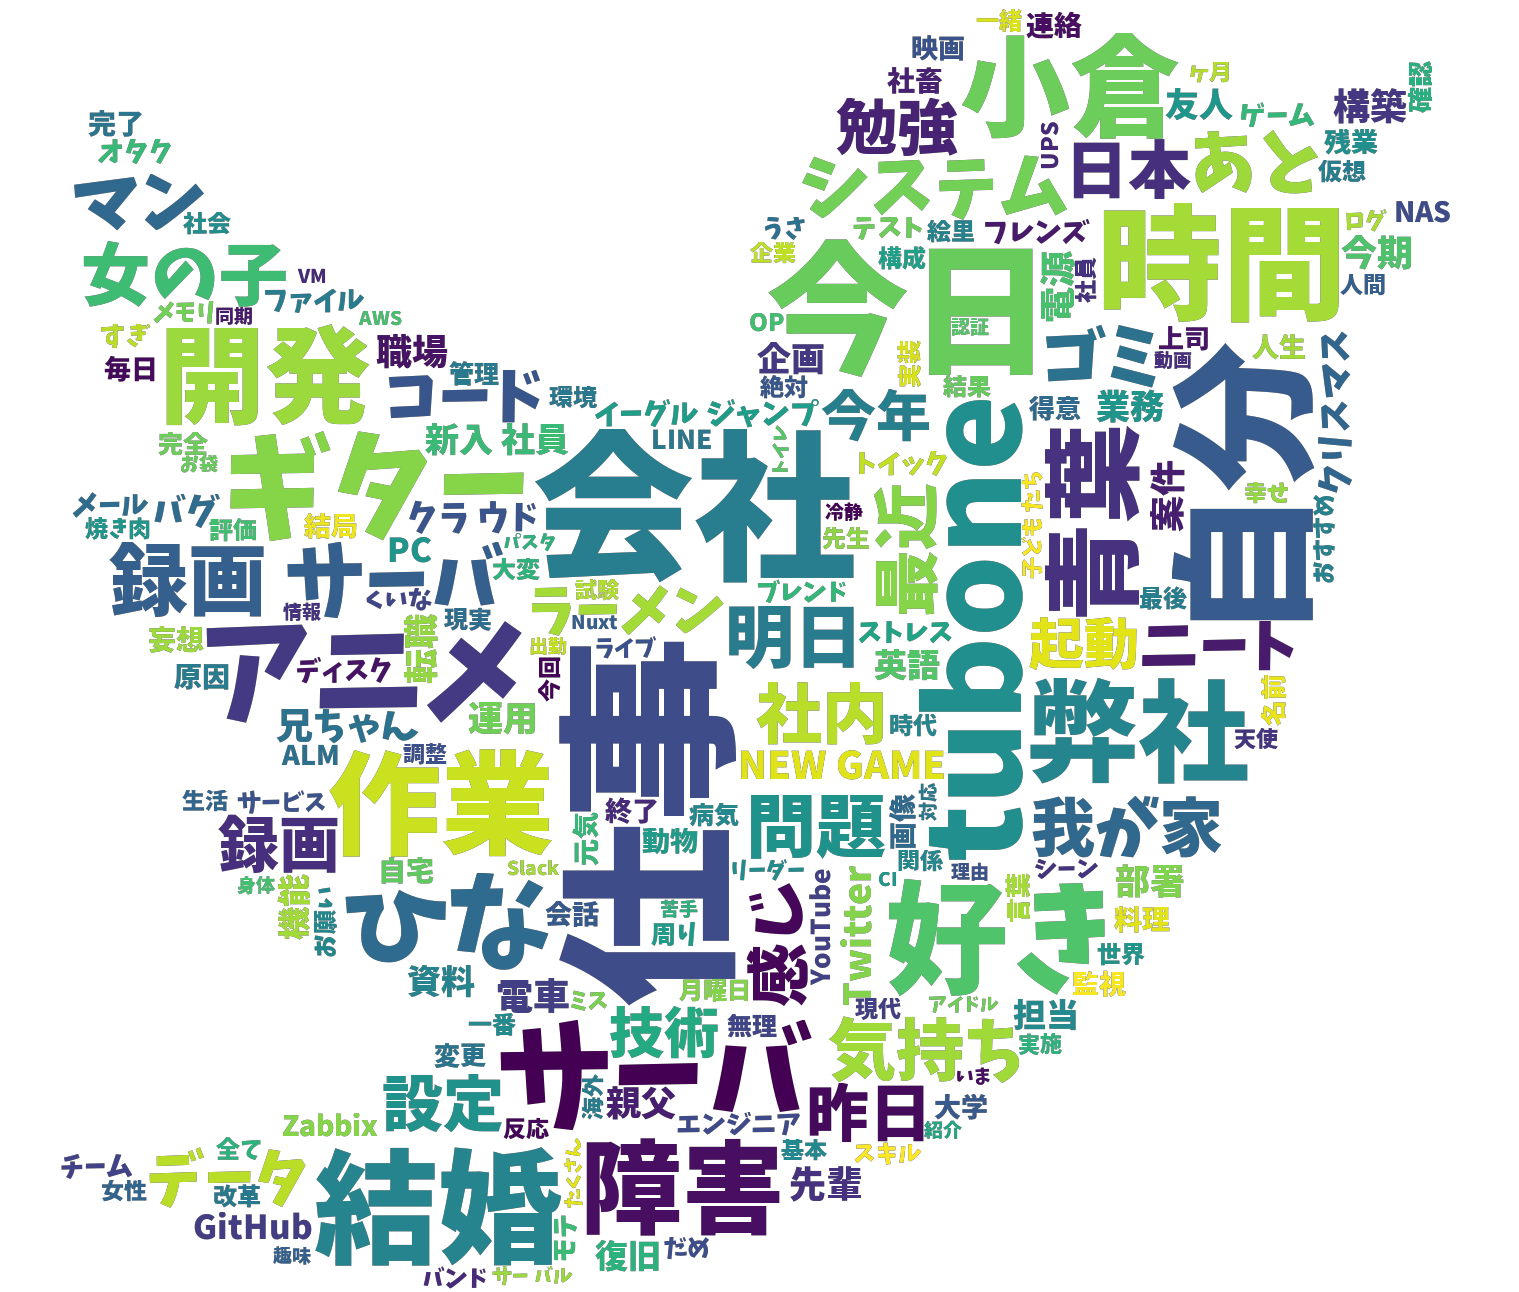 一緒
連絡
映画
小倉
社畜
ヶ月
確認
勉強
友人
ゲーム
構築
完了
UPS
日本
あと
残業
オタク
システム
仮想
マン
社会
うさ
テスト
絵里
フレンズ
時間
ログ
NAS
女の子
企業
構成
今日
電源
社員
今期
VM
人間
ファイル
メモリ
同期
AWS
OP
認証
すぎ
開発
職場
企画
実装
ゴミ
上司
動画
人生
クリスマス
毎日
コード
管理
環境
絶対
結果
得意
業務
自分
イーグル ジャンプ
今年
完全
お袋
ギター
新入 社員
LINE
会社
トイレ
トイック
tubone
青葉
案件
幸せ
メール
バグ
評価
結局
クラウド
冷静
最近
子どもたち
おすすめ
焼き肉
PC
パスタ
先生
録画
サーバ
大変
くいな
試験
ブレンド
最後
情報
現実
ラーメン
Nuxt
明日
ストレス
起動
ニート
妄想
アニメ
転職
出勤
ライブ
仕事
英語
原因
ディスク
今回
社内
弊社
名前
兄ちゃん
運用
時代
天使
ALM
調整
NEW GAME
作業
生活
サービス
終了
病気
問題
画像
対応
我が家
録画
元気
動物
関係
自宅
Slack
リーダー
CI
理由
シーン
部署
身体
機能
お願い
ひな
会話
苦手
周り
感じ
YouTube
Twitter
好き
言葉
料理
世界
資料
電車
ミス
月曜日
監視
一番
サーバ
技術
無理
現代
アイドル
担当
変更
気持ち
実施
設定
海外
親父
いま
昨日
大学
Zabbix
反応
エンジニア
紹介
チーム
全て
データ
結婚
たくさん
障害
基本
スキル
女性
改革
先輩
GitHub
趣味
モテ
復旧
だめ
バンド
サーバル